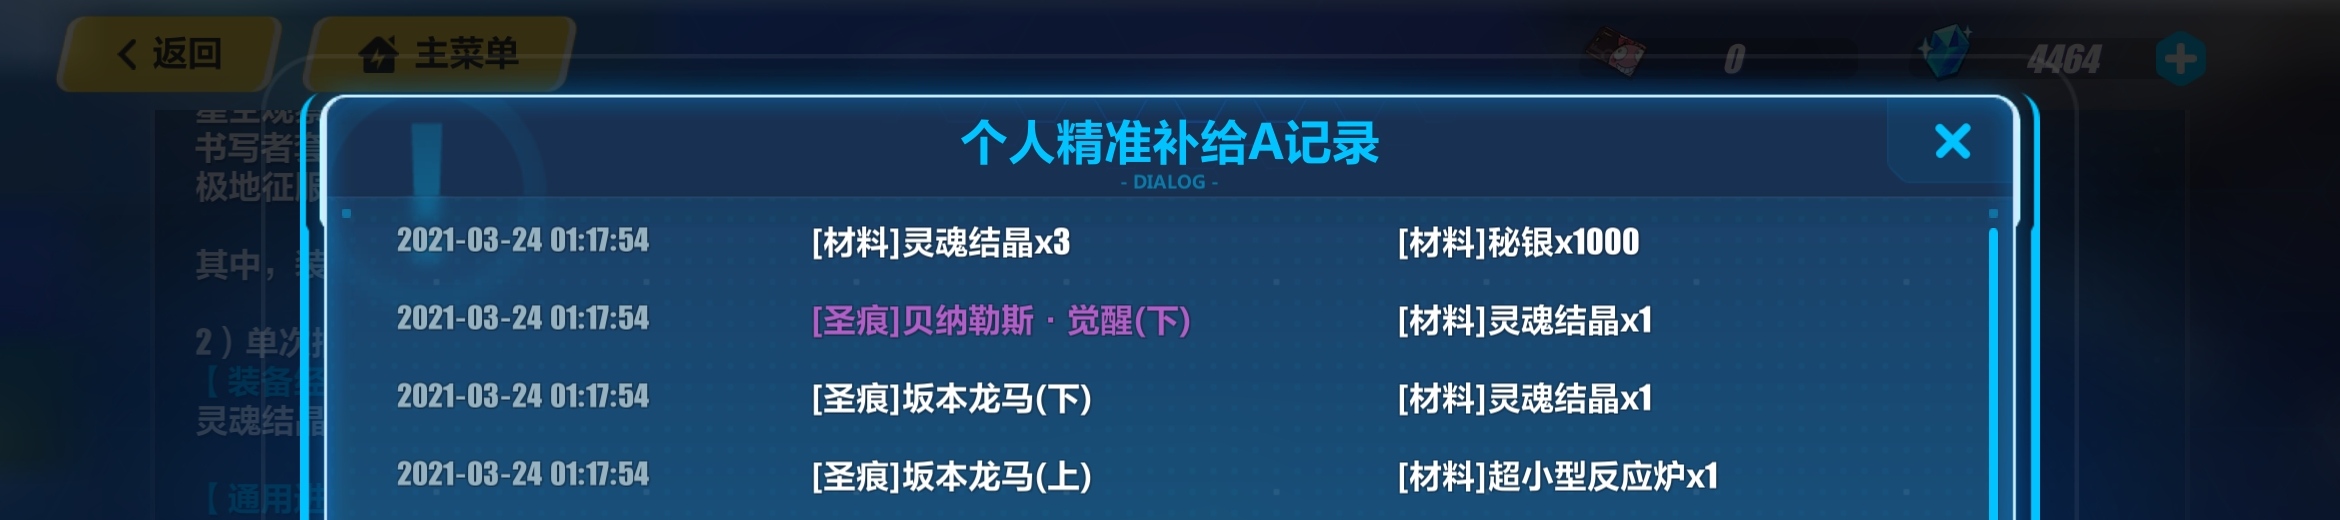 返回 主菜单 0 4464
书写者
个人精准补给A记录
- DIALOG -
极地征
2021-03-24 01:17:54 [材料]灵魂结晶x3 [材料]秘银x1000
其中，装
2021-03-24 01:17:54 [圣痕]贝纳勒斯·觉醒(下) [材料]灵魂结晶x1
2）单次
【装备
2021-03-24 01:17:54 [圣痕]坂本龙马(下) [材料]灵魂结晶x1
灵魂结晶
2021-03-24 01:17:54 [圣痕]坂本龙马(上) [材料]超小型反应炉x1
【通用